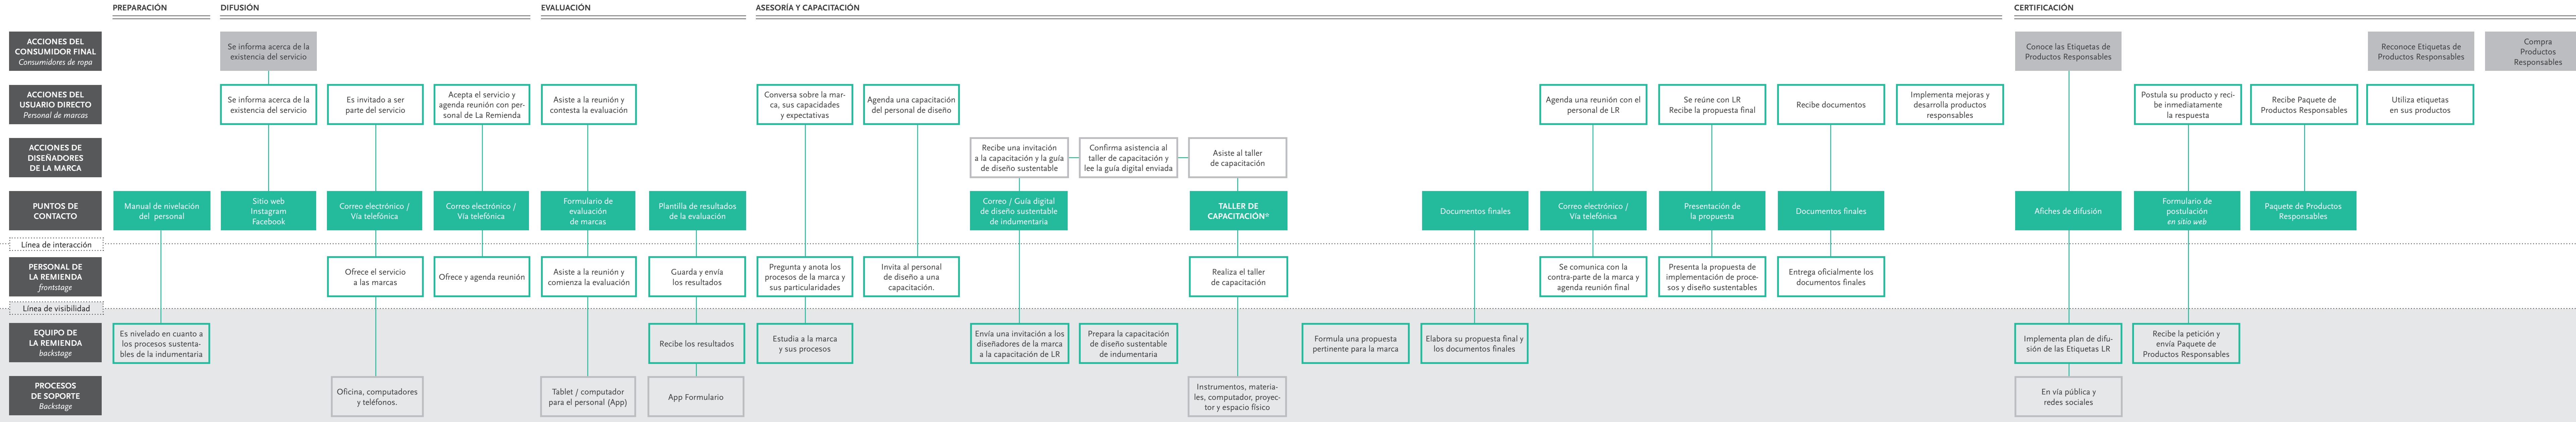 PREPARACIÓN
DIFUSIÓN
EVALUACIÓN
ASESORÍA Y CAPACITACIÓN
CERTIFICACIÓN
ACCIONES DEL
CONSUMIDOR FINAL
Consumidores de ropa
Se informa acerca de la
existencia del servicio
Conoce las Etiquetas de
Productos Responsables
Reconoce Etiquetas de
Productos Responsables
Compra
Productos
Responsables
ACCIONES DEL
USUARIO DIRECTO
Personal de marcas
Se informa acerca de la
existencia del servicio
Es invitado a ser
parte del servicio
Acepta el servicio y
agenda reunión con per-
sonal de La Remienda
Asiste a la reunión y
contesta la evaluación
Conversa sobre la mar-
ca, sus capacidades
y expectativas
Agenda una capacitación
del personal de diseño
Agenda una reunión con el
personal de LR
Se reúne con LR
Recibe la propuesta final
Recibe documentos
Implementa mejoras y
desarrolla productos
responsables
Postula su producto y reci-
be inmediatamente
la respuesta
Recibe Paquete de
Productos Responsables
Utiliza etiquetas
en sus productos
ACCIONES DE
DISEÑADORES
DE LA MARCA
Recibe una invitación
a la capacitación y la guía
de diseño sustentable
Confirma asistencia al
taller de capacitación y
lee la guía digital enviada
Asiste al taller
de capacitación
PUNTOS DE
CONTACTO
Manual de nivelación
del personal
Sitio web
Instagram
Facebook
Correo electrónico /
Vía telefónica
Correo electrónico /
Vía telefónica
Formulario de
evaluación
de marcas
Plantilla de resultados
de la evaluación
Correo / Guía digital
de diseño sustentable
de indumentaria
TALLER DE
CAPACITACIÓN*
Documentos finales
Correo electrónico /
Vía telefónica
Presentación de
la propuesta
Documentos finales
Afiches de difusión
Formulario de
postulación
en sitio web
Paquete de Productos
Responsables
Línea de interacción
PERSONAL DE
LA REMIENDA
frontstage
Ofrece el servicio
a las marcas
Ofrece y agenda reunión
Asiste a la reunión y
comienza la evaluación
Guarda y envía
los resultados
Pregunta y anota los
procesos de la marca y
sus particularidades
Invita al personal
de diseño a una
capacitación.
Realiza el taller
de capacitación
Se comunica con la
contra-parte de la marca y
agenda reunión final
Presenta la propuesta de
implementación de proce-
sos y diseño sustentables
Entrega oficialmente los
documentos finales
Línea de visibilidad
EQUIPO DE
LA REMIENDA
backstage
Es nivelado en cuanto a
los procesos sustenta-
bles de la indumentaria
Recibe los resultados
Estudia a la marca
y sus procesos
Envía una invitación a los
diseñadores de la marca
a la capacitación de LR
Prepara la capacitación
de diseño sustentable
de indumentaria
Formula una propuesta
pertinente para la marca
Elabora su propuesta final y
los documentos finales
Implementa plan de difu-
sión de las Etiquetas LR
Recibe la petición y
envía Paquete de
Productos Responsables
PROCESOS
DE SOPORTE
Backstage
Oficina, computadores
y teléfonos.
Tablet / computador
para el personal (App)
App Formulario
Instrumentos, materia-
les, computador, proyec-
tor y espacio físico
En vía pública y
redes sociales